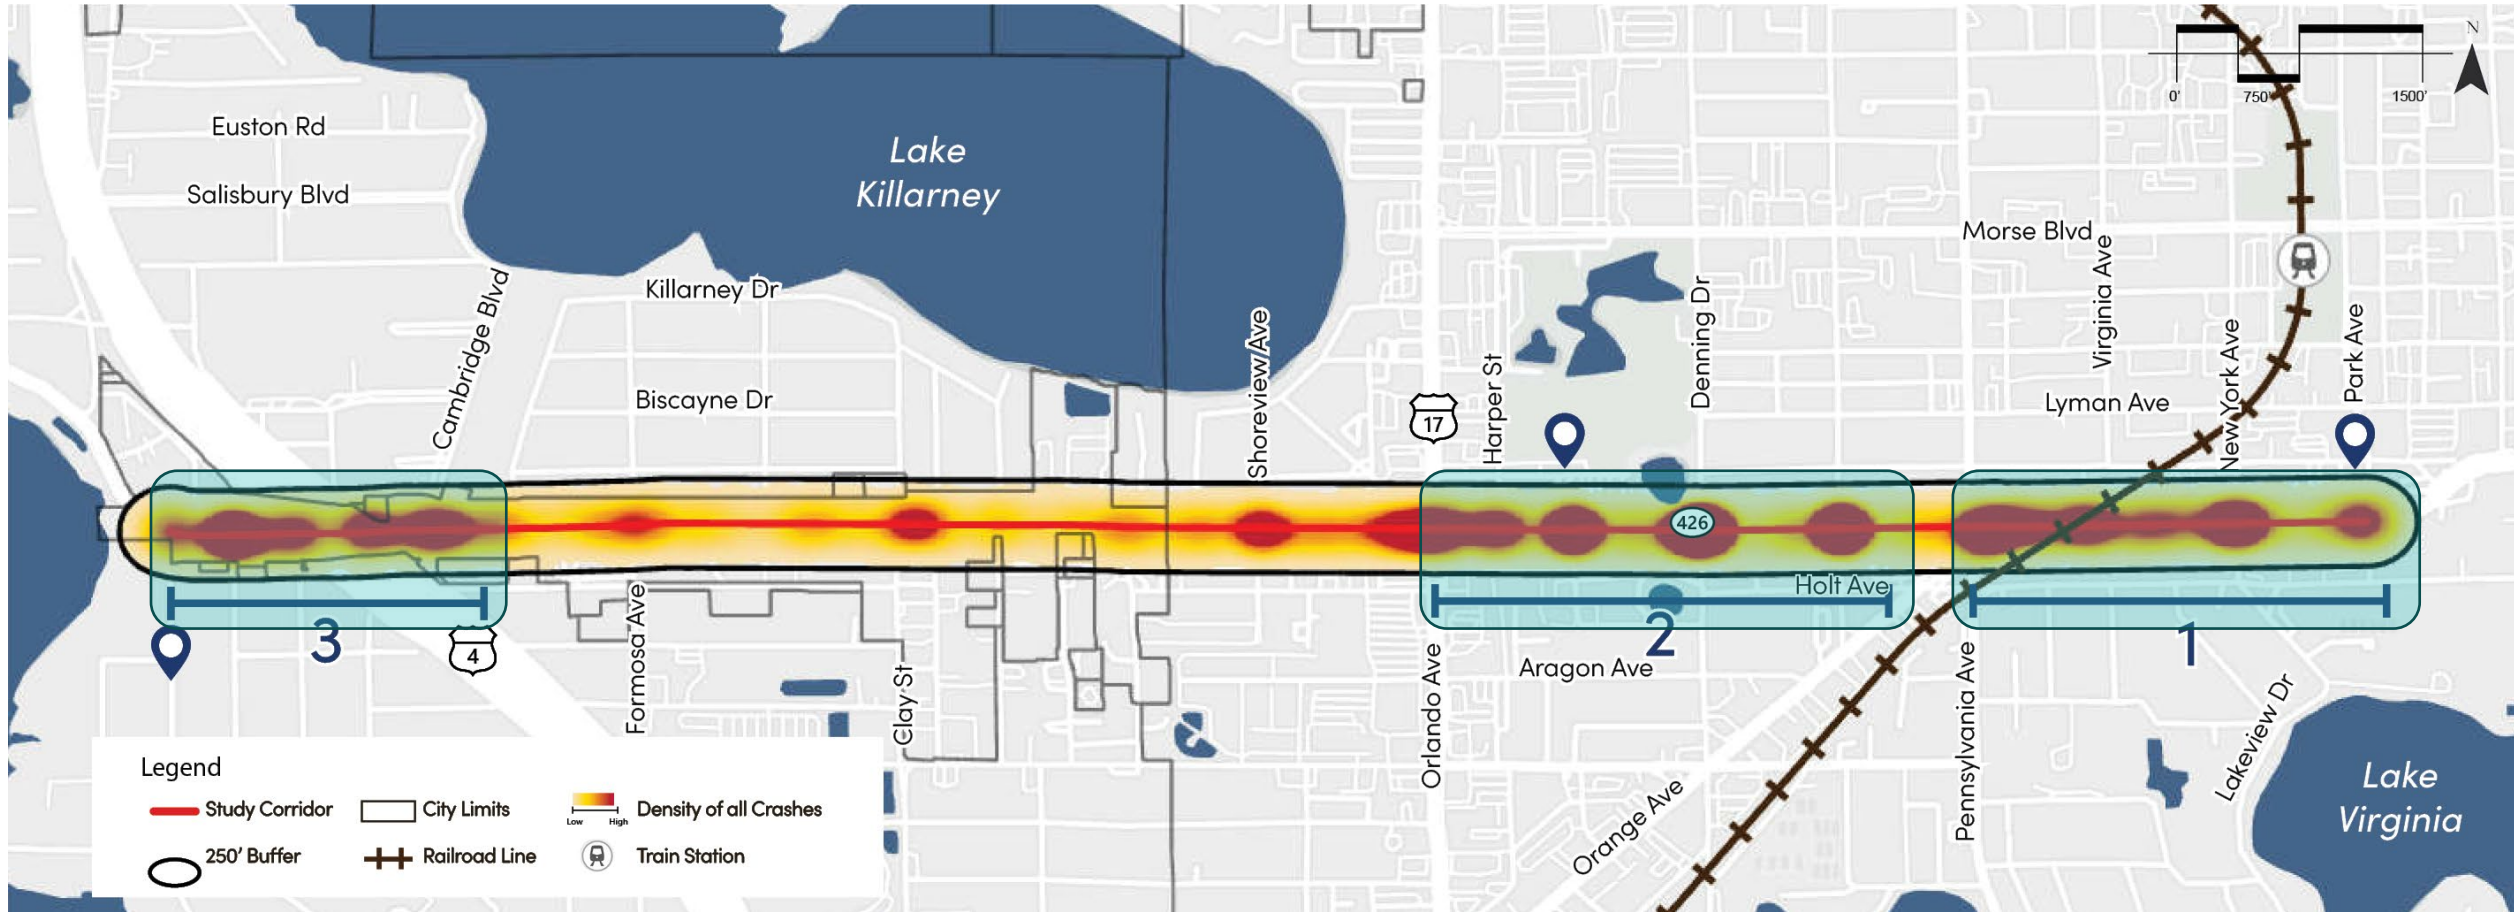 N
0'
750'
1500'
Euston Rd
Salisbury Blvd
Lake
Killarney
Morse Blvd
Virginia Ave
Killarney Dr
Cambridge Blvd
Biscayne Dr
Shoreview Ave
17
Harper St
Denning Dr
Lyman Ave
New York Ave
Park Ave
426
Holt Ave
3
2
1
4
Formosa Ave
Clay St
Orlando Ave
Aragon Ave
Orange Ave
Pennsylvania Ave
Lakeview Dr
Lake
Virginia
Legend
Study Corridor
City Limits
Low
High
Density of all Crashes
250' Buffer
Railroad Line
Train Station